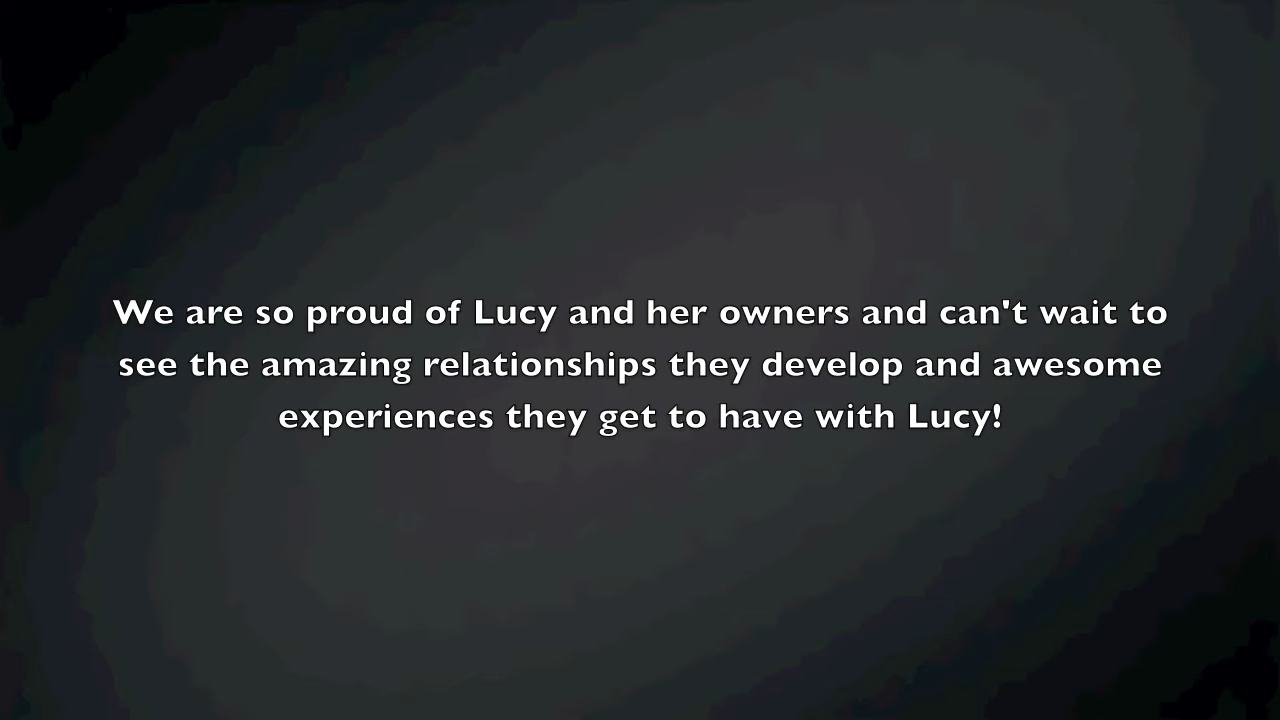 We are so proud of Lucy and her owners and can't wait to
see the amazing relationships they develop and awesome
experiences they get to have with Lucy!